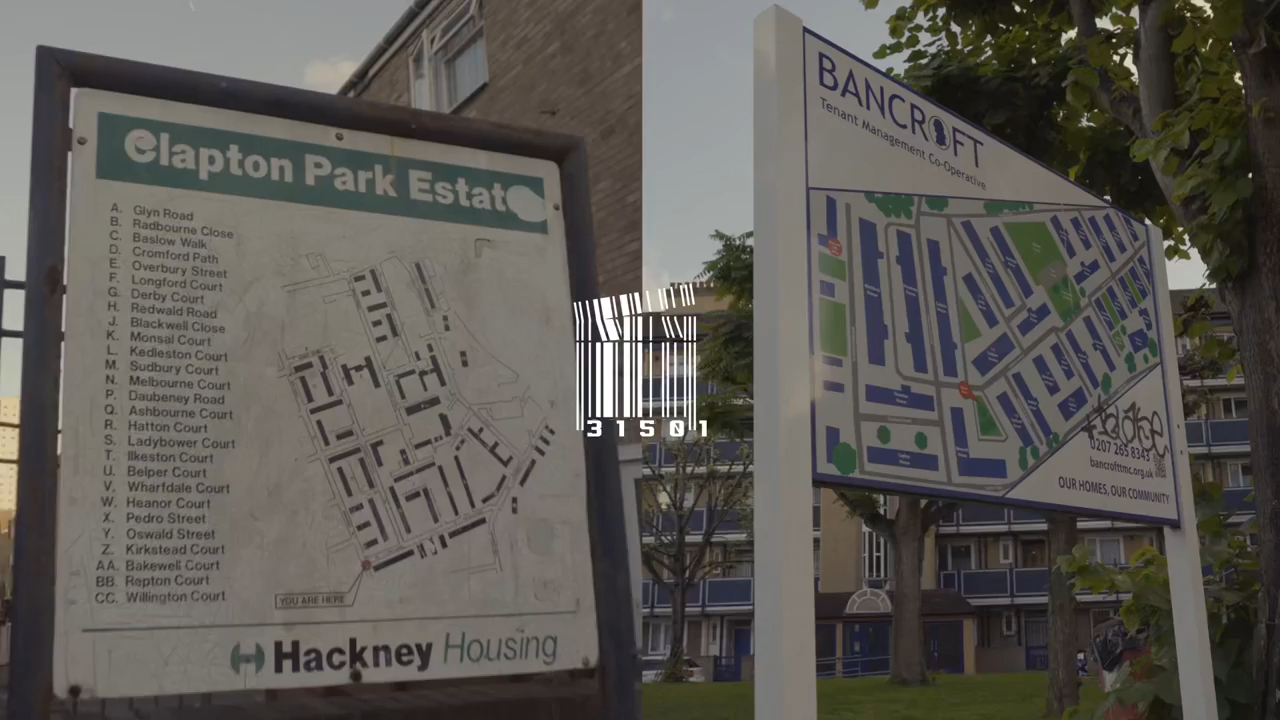 Clapton Park Estate
A. Glyn Road
B. Radbourne Close
C. Baslow Walk
D. Cromford Path
E. Overbury Street
F. Longford Court
G. Derby Court
H. Redwald Road
J. Blackwell Close
K. Monsal Court
L. Kedleston Court
M. Sudbury Court
N. Melbourne Court
P. Daubeney Road
Q. Ashbourne Court
R. Hatton Court
S. Ladybower Court
T. Ilkeston Court
U. Belper Court
V. Wharfdale Court
W. Heanor Court
X. Pedro Street
Y. Oswald Street
Z. Kirkstead Court
AA. Bakewell Court
BB. Repton Court
CC. Willington Court
YOU ARE HERE
Hackney Housing
31501
BANCROFT
Tenant Management Co-Operative
0207 265 8343
bancrofttmc.org.uk
OUR HOMES, OUR COMMUNITY